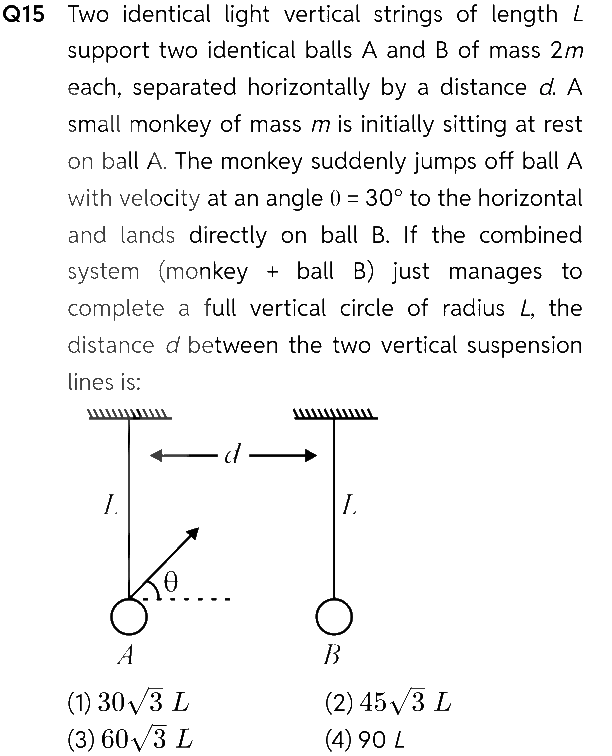 Q15 Two identical light vertical strings of length L
support two identical balls A and B of mass 2m
each, separated horizontally by a distance d. A
small monkey of mass m is initially sitting at rest
on ball A. The monkey suddenly jumps off ball A
with velocity at an angle θ = 30° to the horizontal
and lands directly on ball B. If the combined
system (monkey + ball B) just manages to
complete a full vertical circle of radius L, the
distance d between the two vertical suspension
lines is:
d
L L
θ
A B
(1) 30√3 L (2) 45√3 L
(3) 60√3 L (4) 90 L